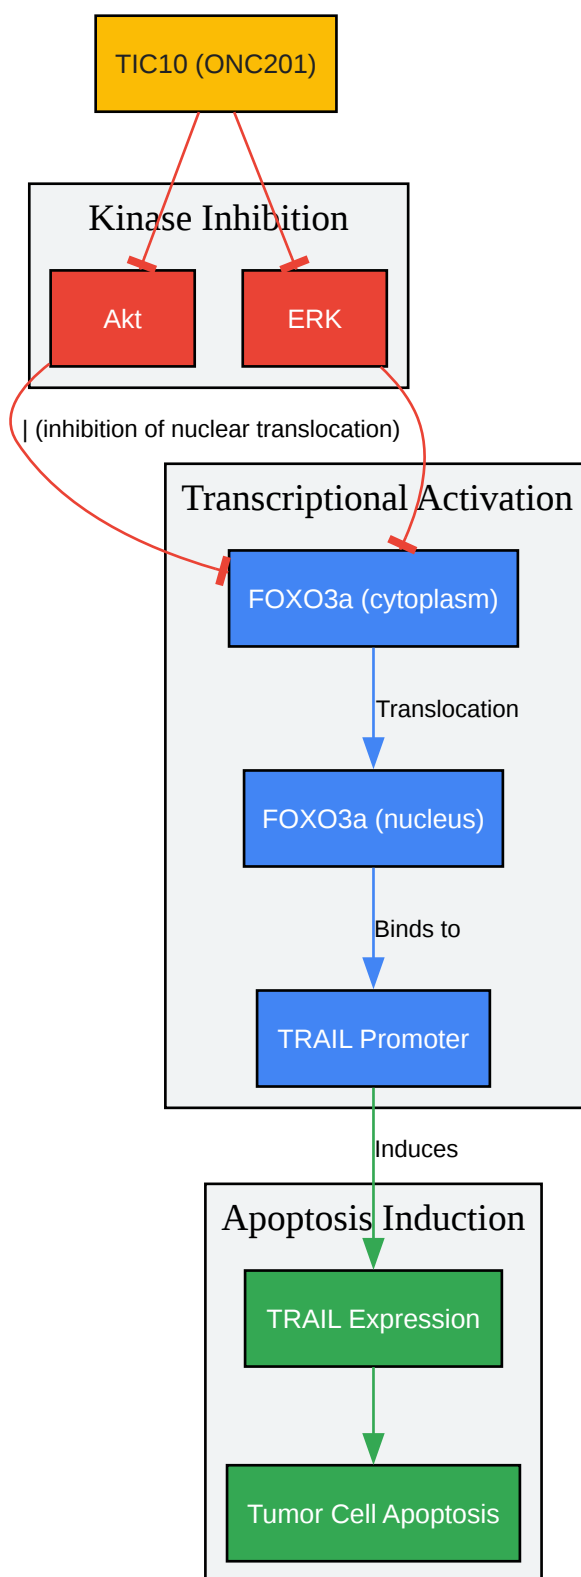 TIC10 (ONC201)
Kinase Inhibition
Akt
ERK
| (inhibition of nuclear translocation)
Transcriptional Activation
FOXO3a (cytoplasm)
Translocation
FOXO3a (nucleus)
Binds to
TRAIL Promoter
Induces
Apoptosis Induction
TRAIL Expression
Tumor Cell Apoptosis